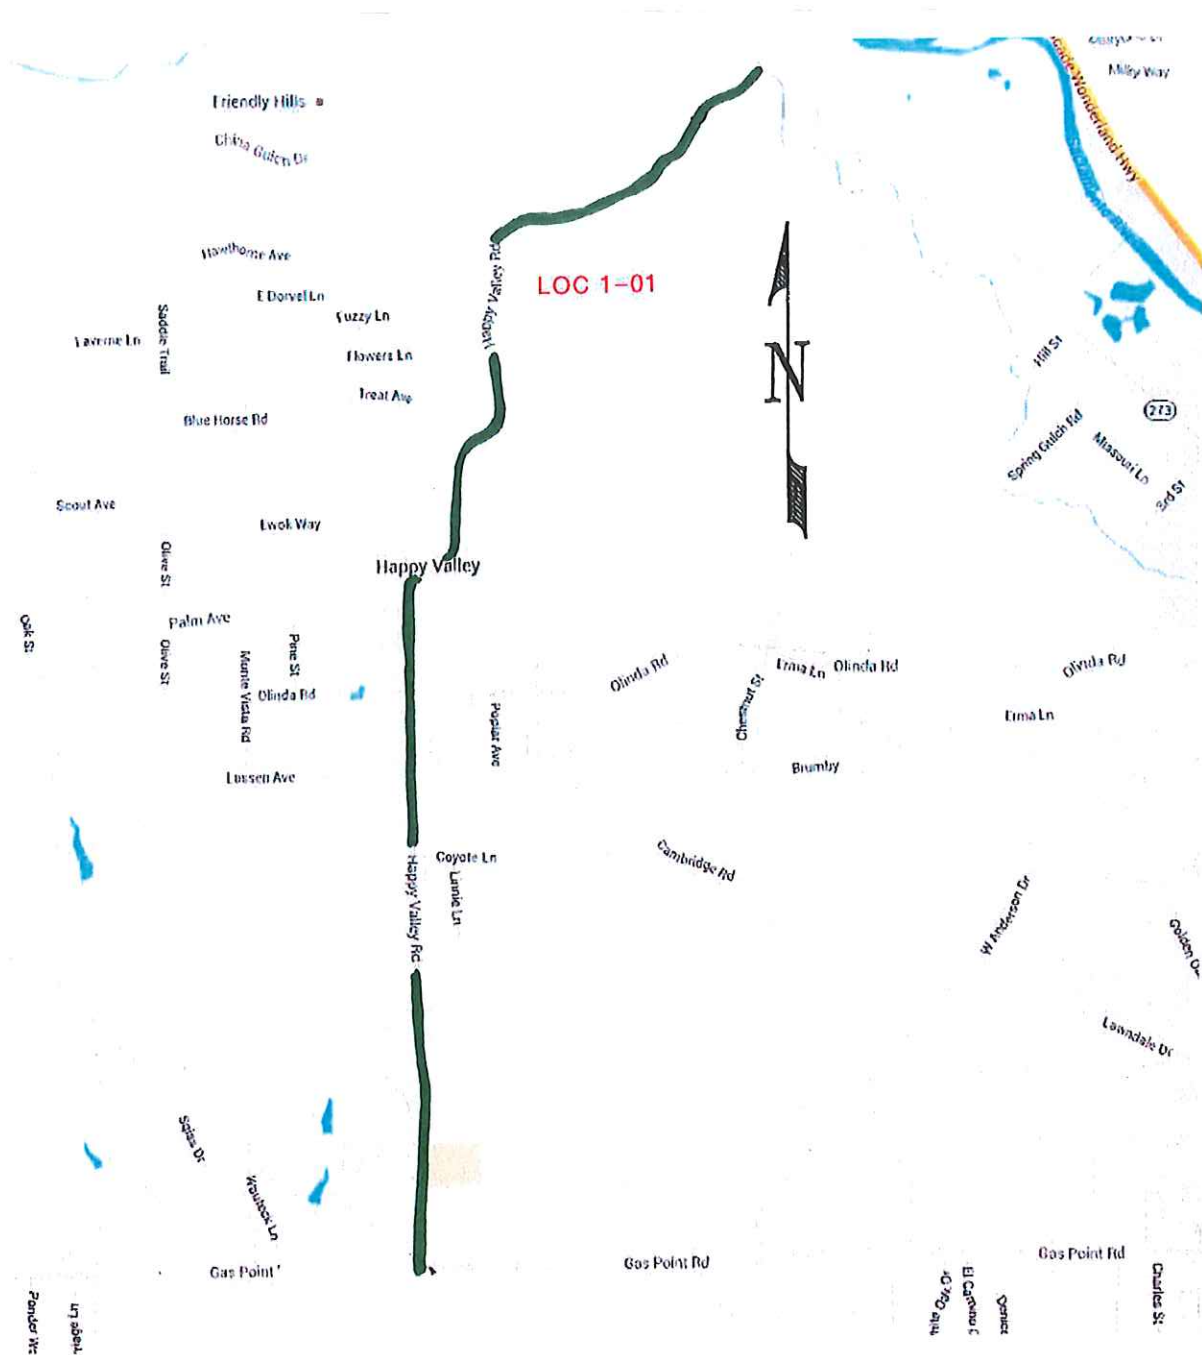 Milky Way
Wonderland Hwy
Friendly Hills
China Gulch Dr
Hawthorne Ave
Happy Valley Rd
LOC 1-01
E Dorvel Ln
Fuzzy Ln
Laverne Ln
Saddle Trail
Flowers Ln
Treat Ave
N
Hill St
Blue Horse Rd
273
Spring Gulch Rd
Missouri Ln
3rd St
Scout Ave
Ewok Way
Olive St
Happy Valley
Oak St
Palm Ave
Olive St
Monte Vista Rd
Pine St
Olinda Rd
Olinda Rd
Erma Ln
Olinda Rd
Olinda Rd
Chestnut St
Poplar Ave
Erma Ln
Lassen Ave
Brumby
Coyote Ln
Linnie Ln
Happy Valley Rd
Cambridge Rd
W Anderson Dr
Golden
Lawndale Dr
Gas Point
Gas Point Rd
Gas Point Rd
Charles St